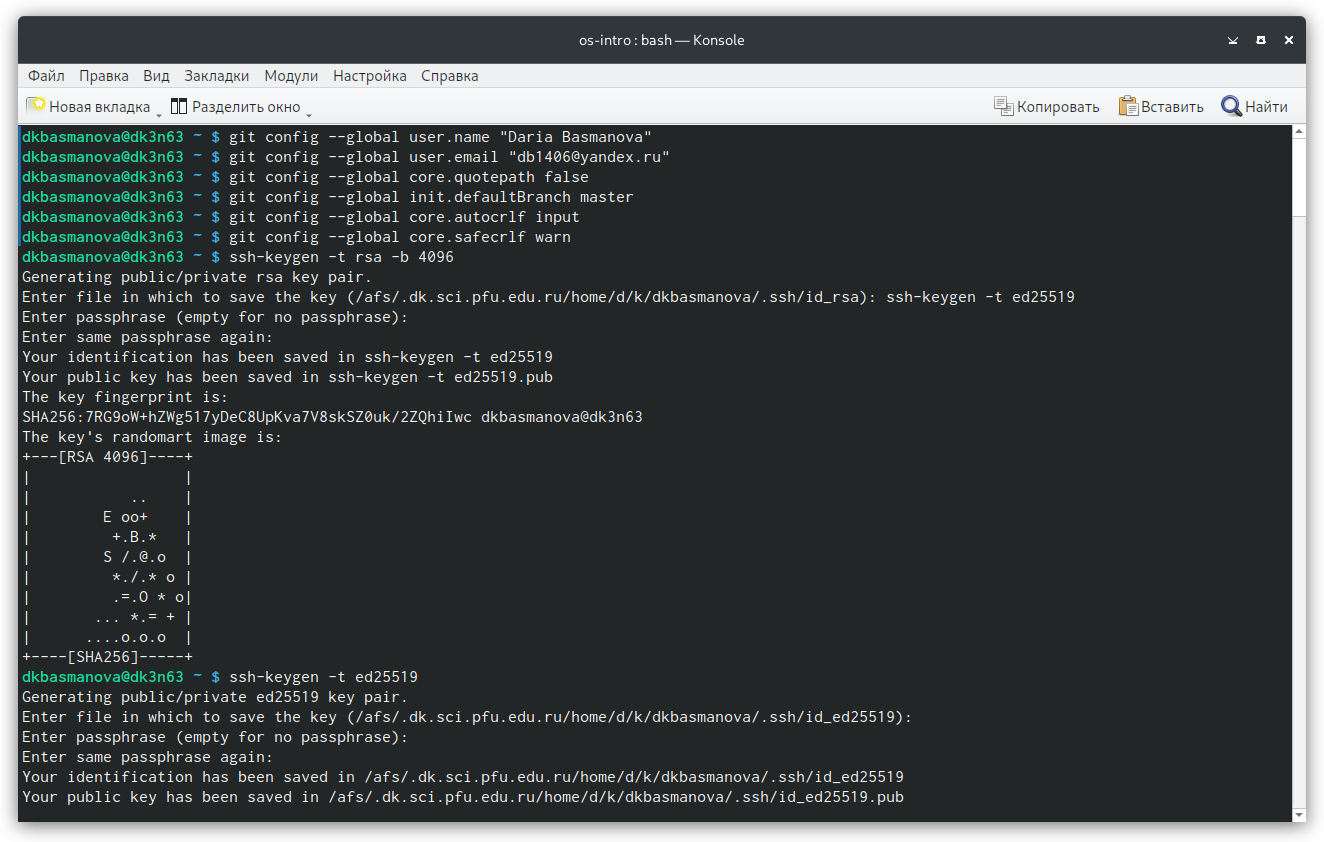 os-intro : bash — Konsole
Файл Правка Вид Закладки Модули Настройка Справка
Новая вкладка Разделить окно Копировать Вставить Найти
dkbasmanova@dk3n63 ~ $ git config --global user.name "Daria Basmanova"
dkbasmanova@dk3n63 ~ $ git config --global user.email "db1406@yandex.ru"
dkbasmanova@dk3n63 ~ $ git config --global core.quotepath false
dkbasmanova@dk3n63 ~ $ git config --global init.defaultBranch master
dkbasmanova@dk3n63 ~ $ git config --global core.autocrlf input
dkbasmanova@dk3n63 ~ $ git config --global core.safecrlf warn
dkbasmanova@dk3n63 ~ $ ssh-keygen -t rsa -b 4096
Generating public/private rsa key pair.
Enter file in which to save the key (/afs/.dk.sci.pfu.edu.ru/home/d/k/dkbasmanova/.ssh/id_rsa): ssh-keygen -t ed25519
Enter passphrase (empty for no passphrase):
Enter same passphrase again:
Your identification has been saved in ssh-keygen -t ed25519
Your public key has been saved in ssh-keygen -t ed25519.pub
The key fingerprint is:
SHA256:7RG9oW+hZWg517yDeC8UpKva7V8skSZ0uk/2ZQhiIwc dkbasmanova@dk3n63
The key's randomart image is:
+---[RSA 4096]----+
|                 |
|           ..    |
|        E oo+    |
|         +.B.*   |
|        S /.@.o  |
|         *./.* o |
|         .=.O * o|
|       ... *.= + |
|      ....o.o.o  |
+----[SHA256]-----+
dkbasmanova@dk3n63 ~ $ ssh-keygen -t ed25519
Generating public/private ed25519 key pair.
Enter file in which to save the key (/afs/.dk.sci.pfu.edu.ru/home/d/k/dkbasmanova/.ssh/id_ed25519):
Enter passphrase (empty for no passphrase):
Enter same passphrase again:
Your identification has been saved in /afs/.dk.sci.pfu.edu.ru/home/d/k/dkbasmanova/.ssh/id_ed25519
Your public key has been saved in /afs/.dk.sci.pfu.edu.ru/home/d/k/dkbasmanova/.ssh/id_ed25519.pub